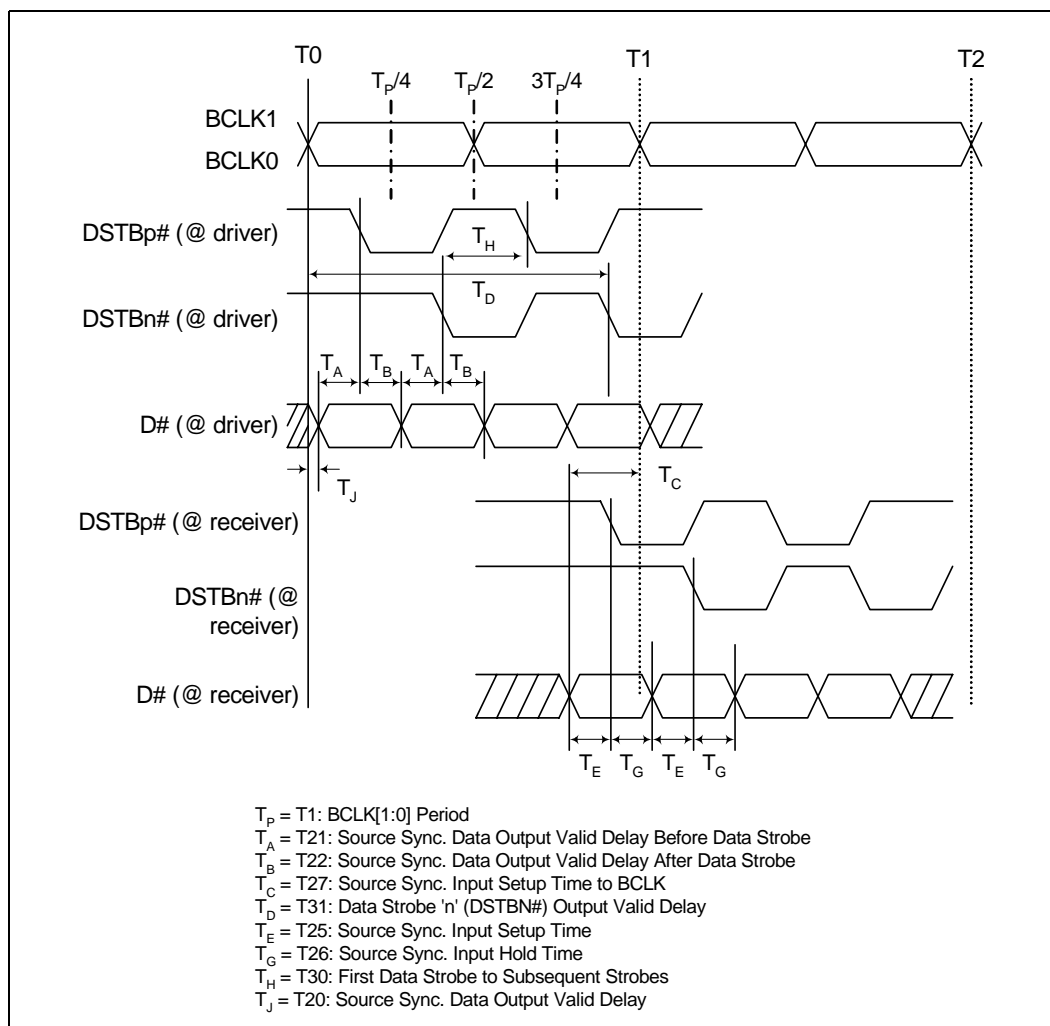 T0 T1 T2
TP/4 TP/2 3TP/4
BCLK1
BCLK0
DSTBp# (@ driver)
TH
TD
DSTBn# (@ driver)
TA TB TA TB
D# (@ driver)
TJ
TC
DSTBp# (@ receiver)
DSTBn# (@
receiver)
D# (@ receiver)
TE TG TE TG
TP = T1: BCLK[1:0] Period
TA = T21: Source Sync. Data Output Valid Delay Before Data Strobe
TB = T22: Source Sync. Data Output Valid Delay After Data Strobe
TC = T27: Source Sync. Input Setup Time to BCLK
TD = T31: Data Strobe 'n' (DSTBN#) Output Valid Delay
TE = T25: Source Sync. Input Setup Time
TG = T26: Source Sync. Input Hold Time
TH = T30: First Data Strobe to Subsequent Strobes
TJ = T20: Source Sync. Data Output Valid Delay